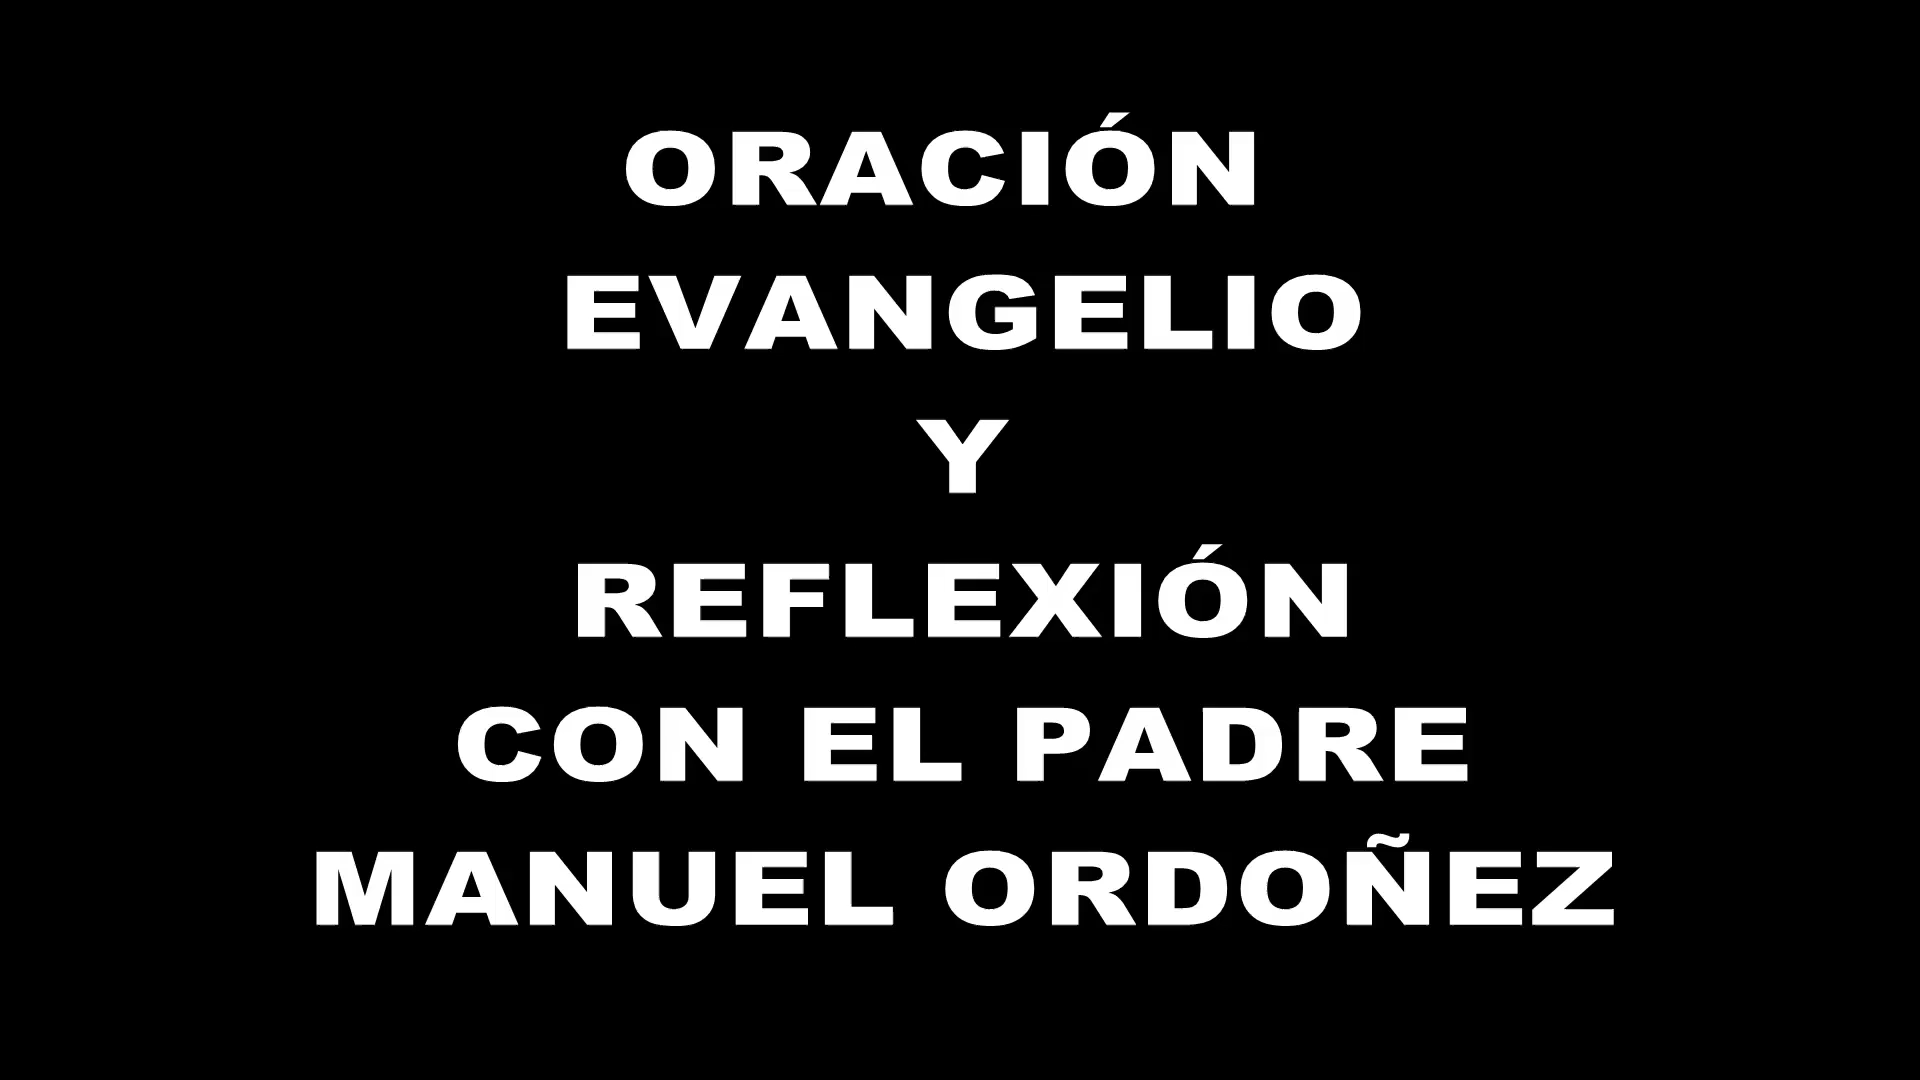 ORACIÓN
EVANGELIO
Y
REFLEXIÓN
CON EL PADRE
MANUEL ORDOÑEZ